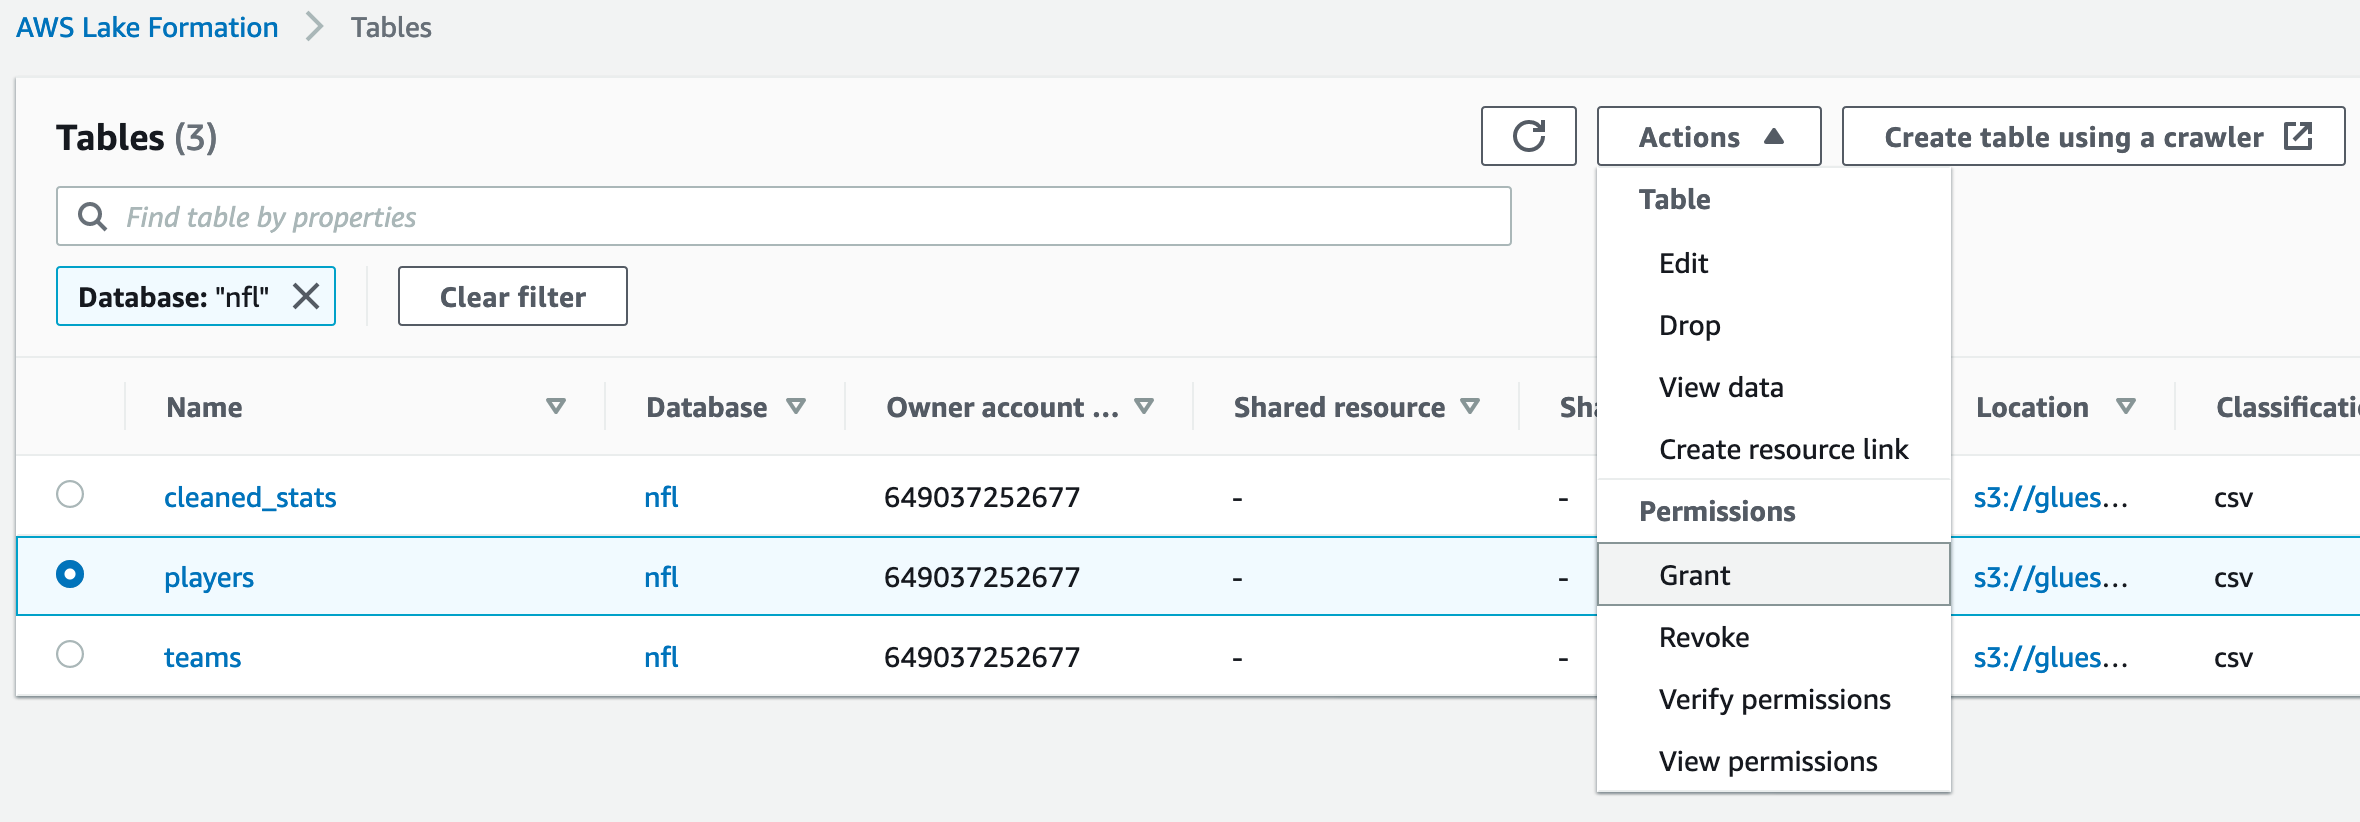 AWS Lake Formation > Tables
Tables (3)
Actions
Create table using a crawler
Find table by properties
Database: "nfl"
Clear filter
Table
Edit
Drop
View data
Create resource link
Permissions
Grant
Revoke
Verify permissions
View permissions
Name Database Owner account ... Shared resource Location
cleaned_stats nfl 649037252677 - - s3://glues... csv
players nfl 649037252677 - - s3://glues... csv
teams nfl 649037252677 - - s3://glues... csv